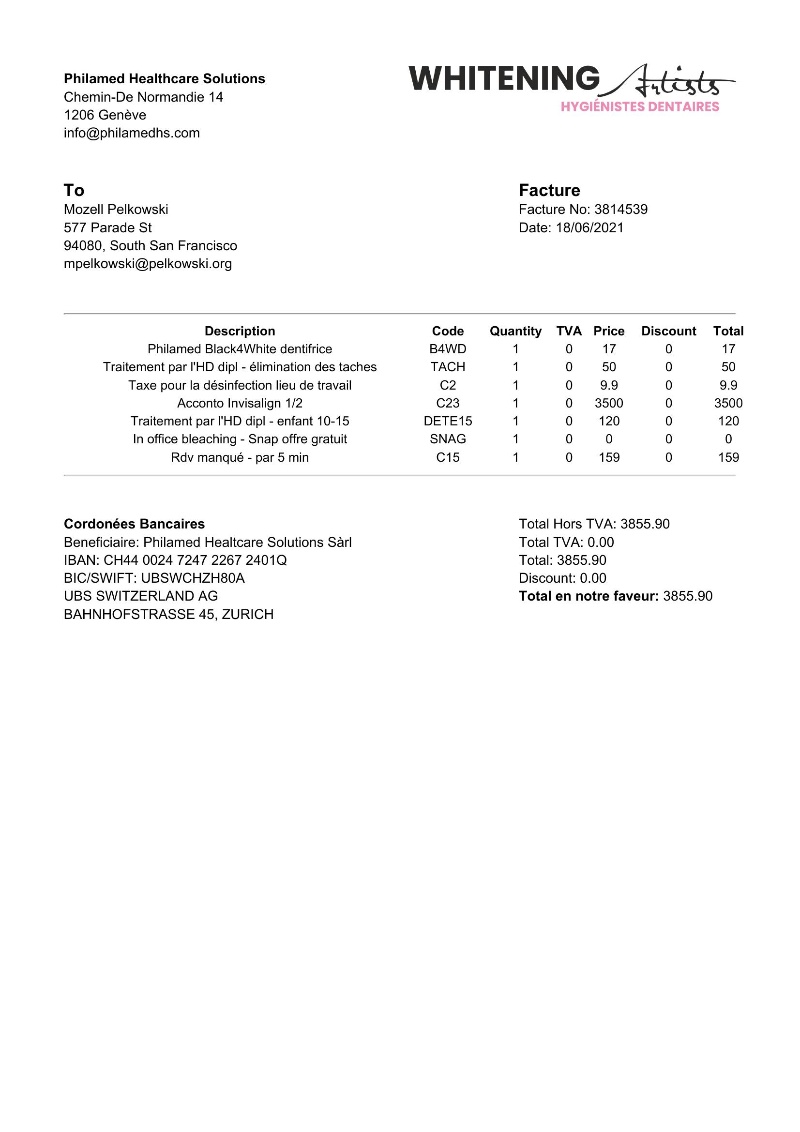 Philamed Healthcare Solutions
Chemin-De Normandie 14
1206 Genève
info@philamedhs.com
WHITENING Artists
HYGIÉNISTES DENTAIRES
To
Mozell Pelkowski
577 Parade St
94080, South San Francisco
mpelkowski@pelkowski.org
Facture
Facture No: 3814539
Date: 18/06/2021
Description Code Quantity TVA Price Discount Total
Philamed Black4White dentifrice B4WD 1 0 17 0 17
Traitement par l'HD dipl - élimination des taches TACH 1 0 50 0 50
Taxe pour la désinfection lieu de travail C2 1 0 9.9 0 9.9
Acconto Invisalign 1/2 C23 1 0 3500 0 3500
Traitement par l'HD dipl - enfant 10-15 DETE15 1 0 120 0 120
In office bleaching - Snap offre gratuit SNAG 1 0 0 0 0
Rdv manqué - par 5 min C15 1 0 159 0 159
Cordonées Bancaires
Beneficiaire: Philamed Healtcare Solutions Sàrl
IBAN: CH44 0024 7247 2267 2401Q
BIC/SWIFT: UBSWCHZH80A
UBS SWITZERLAND AG
BAHNHOFSTRASSE 45, ZURICH
Total Hors TVA: 3855.90
Total TVA: 0.00
Total: 3855.90
Discount: 0.00
Total en notre faveur: 3855.90